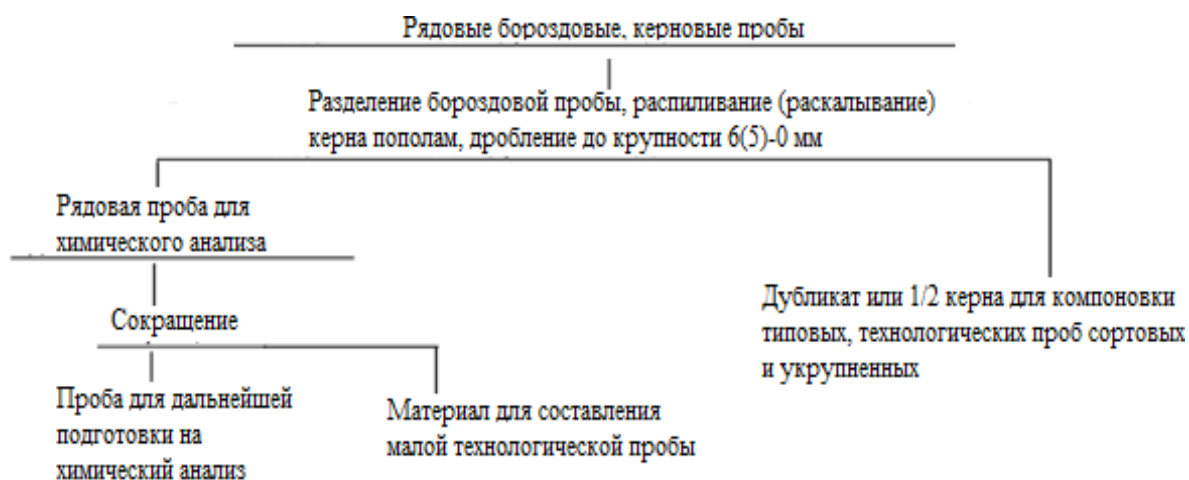 Рядовые бороздовые, керновые пробы
Разделение бороздовой пробы, распиливание (раскалывание)
керна пополам, дробление до крупности 6(5)-0 мм
Рядовая проба для
химического анализа
Сокращение
Проба для дальнейшей
подготовки на
химический анализ
Материал для составления
малой технологической пробы
Дубликат или 1/2 керна для компоновки
типовых, технологических проб сортовых
и укрупненных